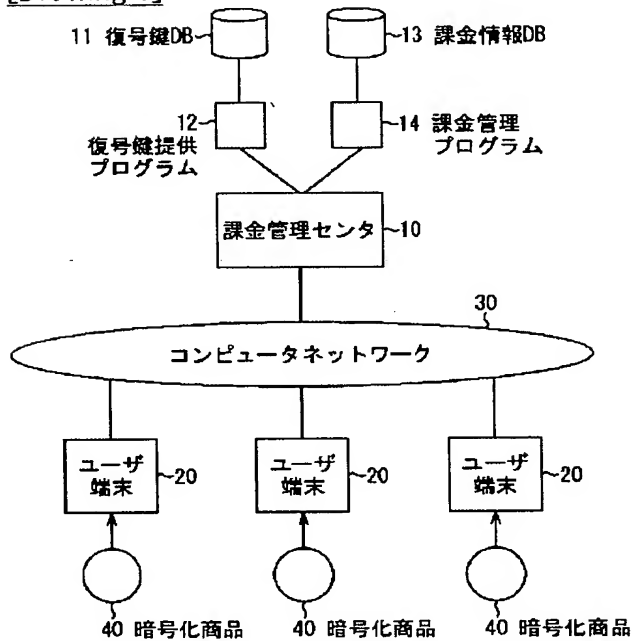 11 復号鍵DB
13 課金情報DB
12
復号鍵提供
プログラム
14 課金管理
プログラム
課金管理センタ
10
30
コンピュータネットワーク
ユーザ
端末
20
ユーザ
端末
20
ユーザ
端末
20
40 暗号化商品
40 暗号化商品
40 暗号化商品